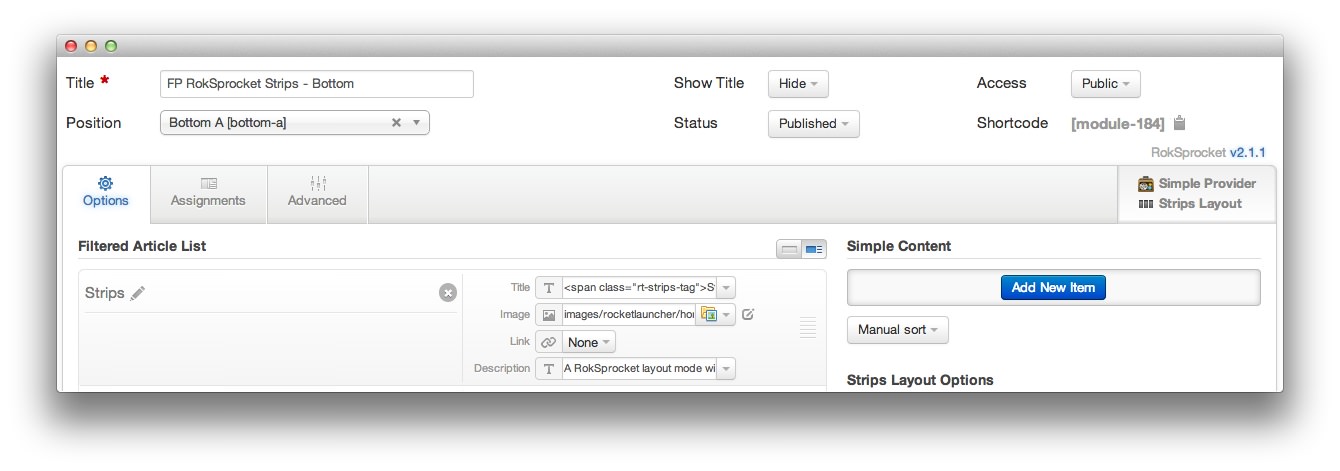 Title * FP RokSprocket Strips - Bottom Show Title Hide Access Public
Position Bottom A [bottom-a] Status Published Shortcode [module-184]
RokSprocket v2.1.1
Options Assignments Advanced Simple Provider
Strips Layout
Filtered Article List Simple Content
Strips Title <span class="rt-strips-tag">S
Add New Item
Image images/rocketlauncher/ho
Link None
Manual sort
Description A RokSprocket layout mode wi
Strips Layout Options